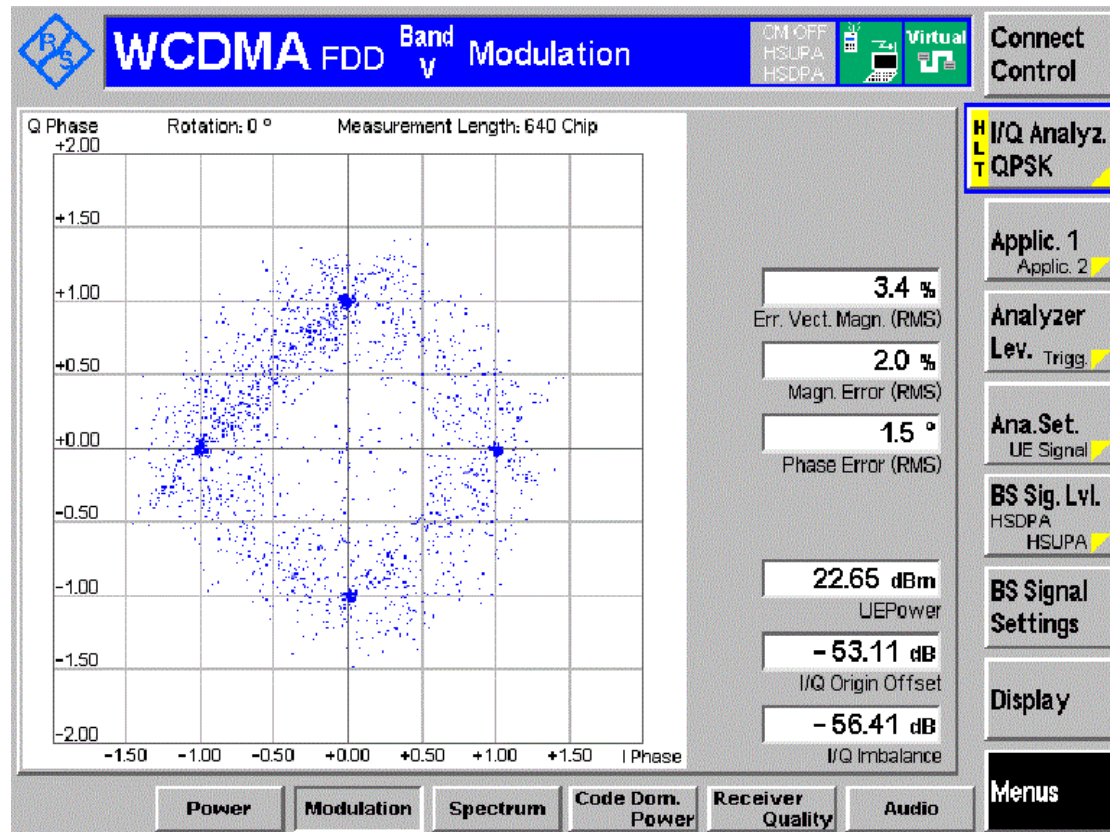 R&S
WCDMA FDD Band V Modulation
CM OFF
HSUPA
HSDPA
Virtual
Connect Control
Q Phase Rotation: 0 ° Measurement Length: 640 Chip
+2.00
+1.50
+1.00
+0.50
+0.00
-0.50
-1.00
-1.50
-2.00
-1.50 -1.00 -0.50 +0.00 +0.50 +1.00 +1.50 I Phase
3.4 %
Err. Vect. Magn. (RMS)
2.0 %
Magn. Error (RMS)
1.5 °
Phase Error (RMS)
22.65 dBm
UEPower
-53.11 dB
I/Q Origin Offset
-56.41 dB
I/Q Imbalance
HLT
I/Q Analyz.
QPSK
Applic. 1
Applic. 2
Analyzer
Lev. Trigg.
Ana.Set.
UE Signal
BS Sig. Lvl.
HSDPA
HSUPA
BS Signal
Settings
Display
Menus
Power Modulation Spectrum Code Dom. Power Receiver Quality Audio